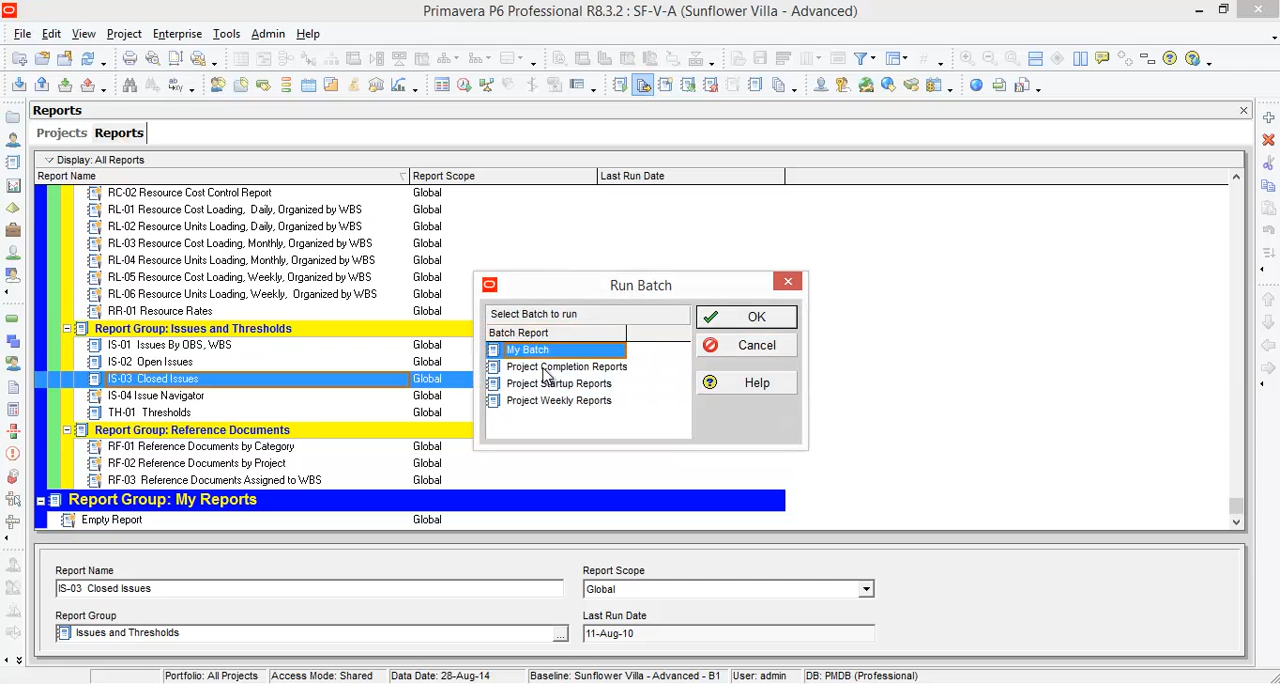 Primavera P6 Professional R8.3.2 : SF-V-A (Sunflower Villa - Advanced)
File Edit View Project Enterprise Tools Admin Help
Reports
Projects Reports
Display: All Reports
Report Name Report Scope Last Run Date
RC-02 Resource Cost Control Report Global
RL-01 Resource Cost Loading, Daily, Organized by WBS Global
RL-02 Resource Units Loading, Daily, Organized by WBS Global
RL-03 Resource Cost Loading, Monthly, Organized by WBS Global
RL-04 Resource Units Loading, Monthly, Organized by WBS Global
RL-05 Resource Cost Loading, Weekly, Organized by WBS Global
RL-06 Resource Units Loading, Weekly, Organized by WBS Global
RR-01 Resource Rates Global
Report Group: Issues and Thresholds
IS-01 Issues By OBS, WBS Global
IS-02 Open Issues Global
IS-03 Closed Issues Global
IS-04 Issue Navigator Global
TH-01 Thresholds Global
Report Group: Reference Documents
RF-01 Reference Documents by Category Global
RF-02 Reference Documents by Project Global
RF-03 Reference Documents Assigned to WBS Global
Report Group: My Reports
Empty Report Global
Run Batch
Select Batch to run
Batch Report
My Batch
Project Completion Reports
Project Startup Reports
Project Weekly Reports
OK
Cancel
Help
Report Name Report Scope
IS-03 Closed Issues Global
Report Group Last Run Date
Issues and Thresholds ... 11-Aug-10
Portfolio: All Projects Access Mode: Shared Data Date: 28-Aug-14 Baseline: Sunflower Villa - Advanced - B1 User: admin DB: PMDB (Professional)